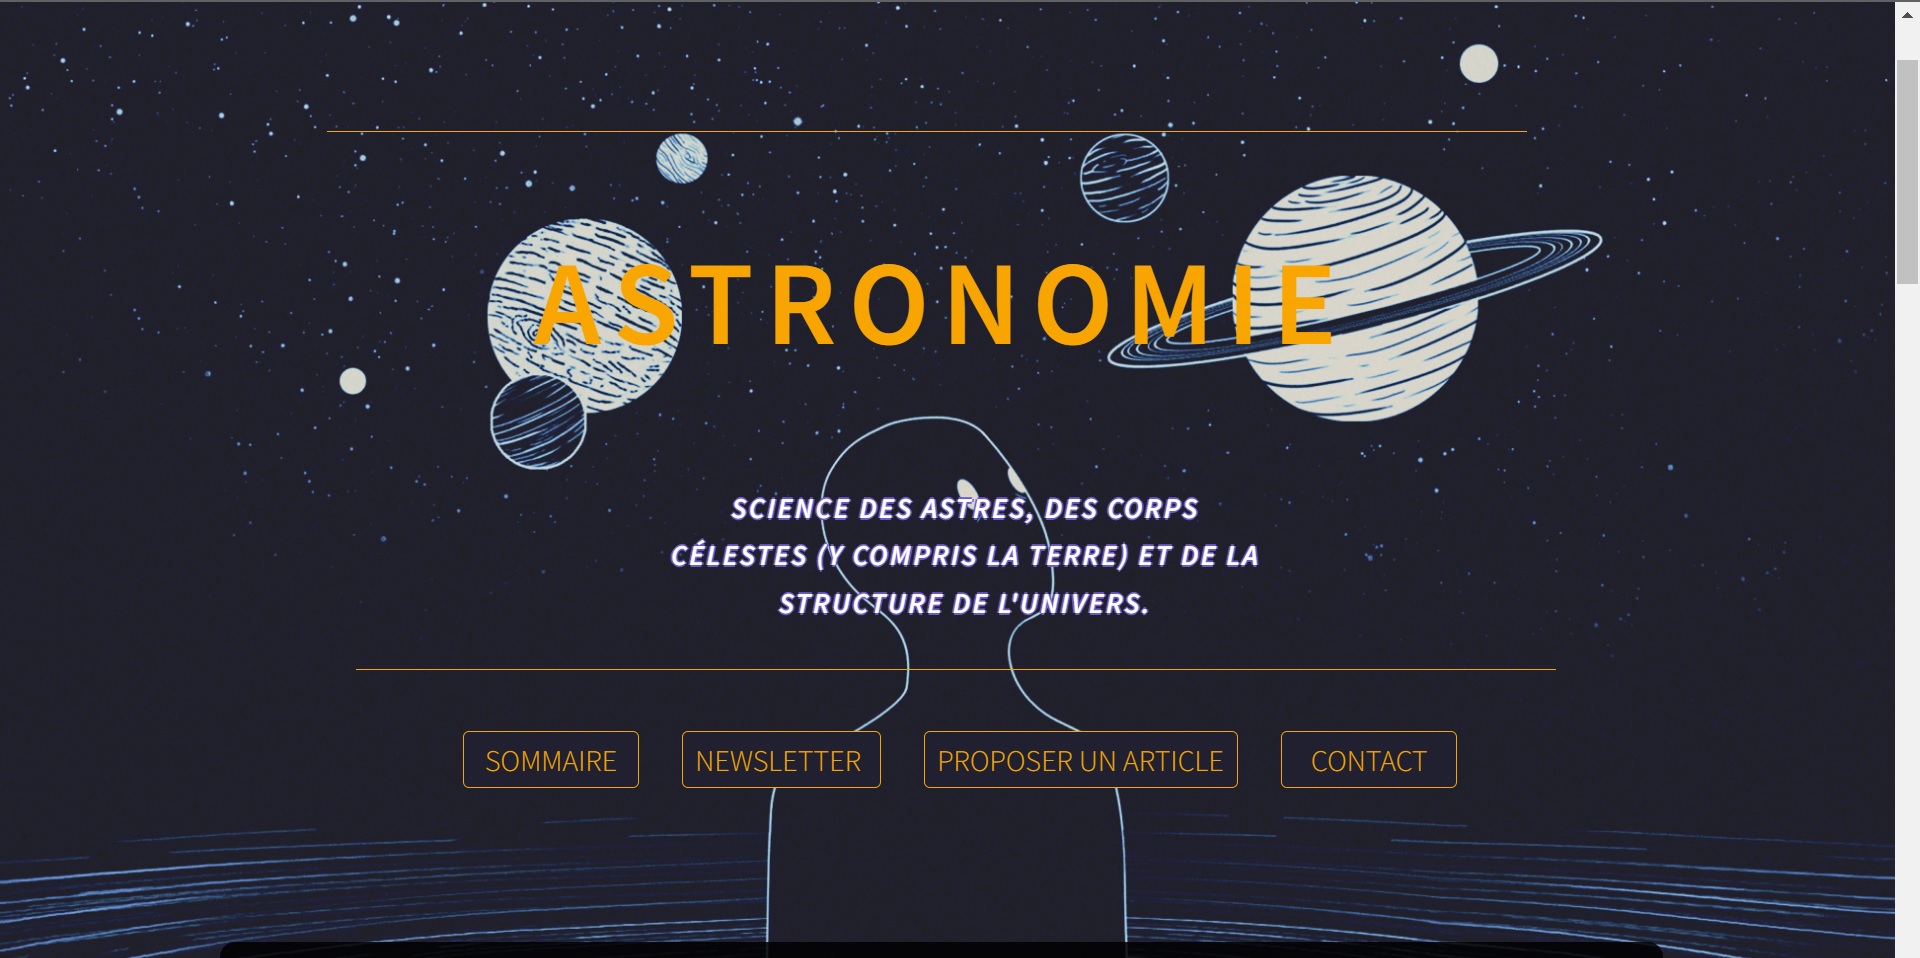 ASTRONOMIE
SCIENCE DES ASTRES, DES CORPS
CÉLESTES (Y COMPRIS LA TERRE) ET DE LA
STRUCTURE DE L'UNIVERS.
SOMMAIRE
NEWSLETTER
PROPOSER UN ARTICLE
CONTACT